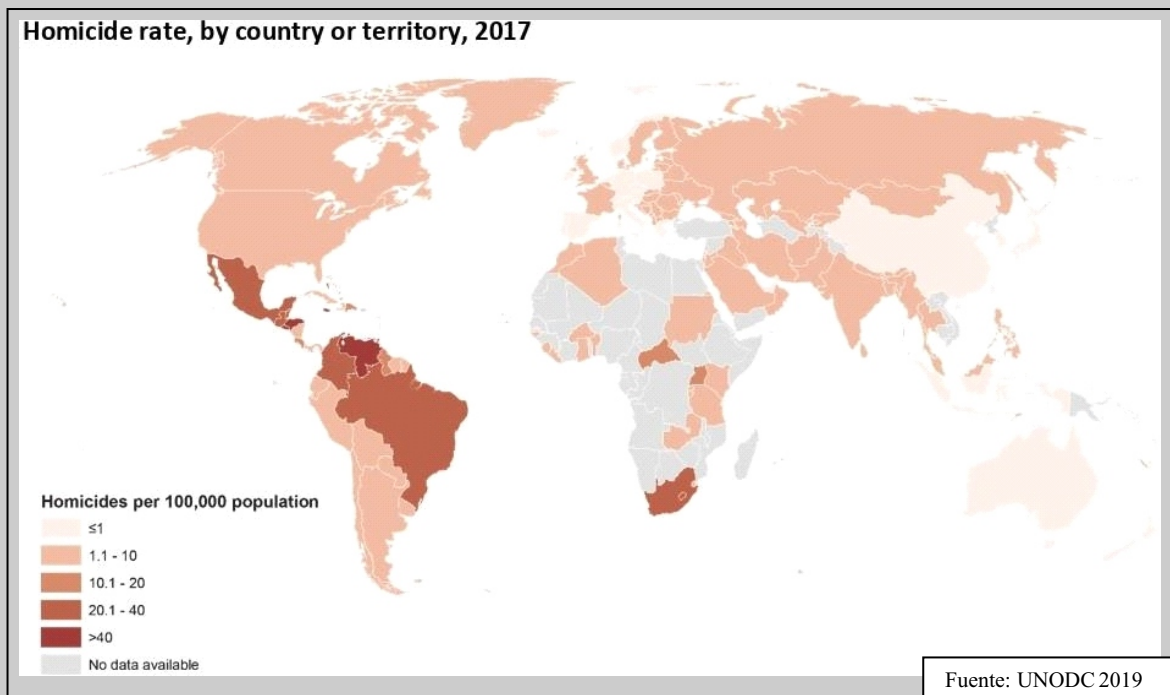 Homicide rate, by country or territory, 2017
Homicides per 100,000 population
≤1
1.1 - 10
10.1 - 20
20.1 - 40
>40
No data available
Fuente: UNODC 2019